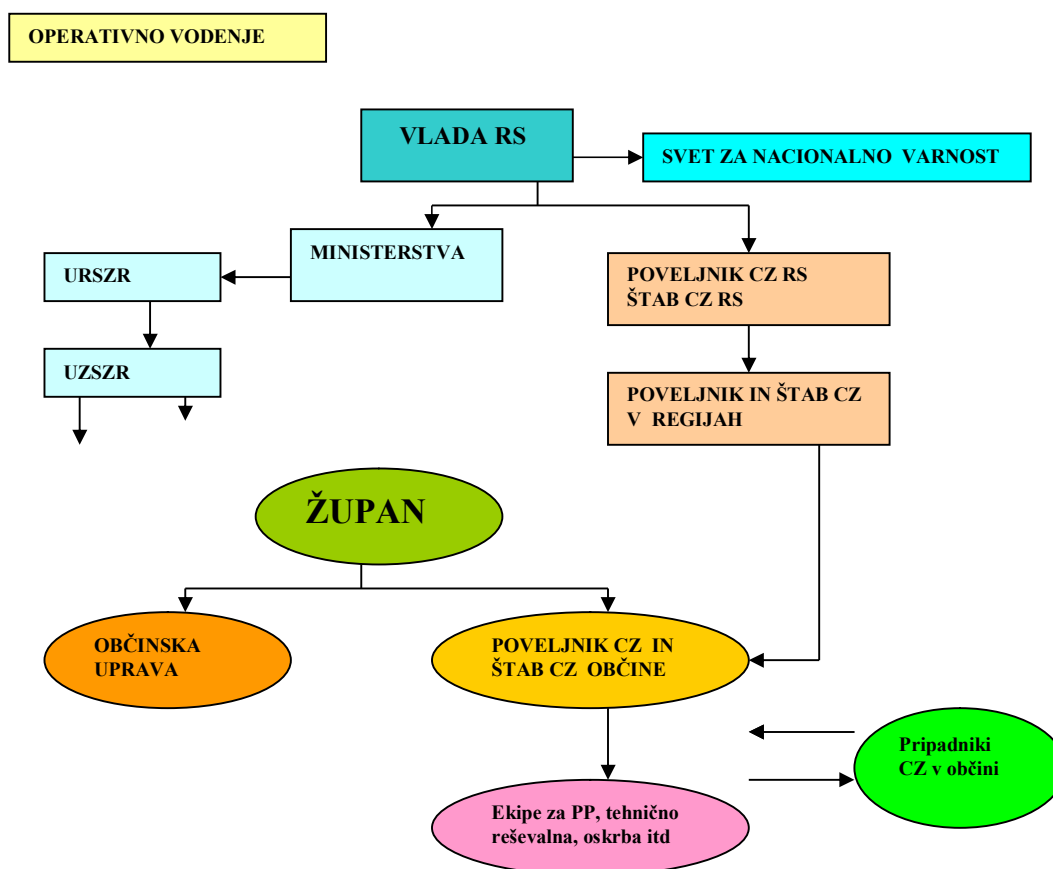 OPERATIVNO VODENJE
VLADA RS
SVET ZA NACIONALNO VARNOST
MINISTERSTVA
URSZR
POVELJNIK CZ RS
ŠTAB CZ RS
UZSZR
POVELJNIK IN ŠTAB CZ
V REGIJAH
ŽUPAN
OBČINSKA
UPRAVA
POVELJNIK CZ IN
ŠTAB CZ OBČINE
Pripadniki
CZ v občini
Ekipe za PP, tehnično
reševalna, oskrba itd